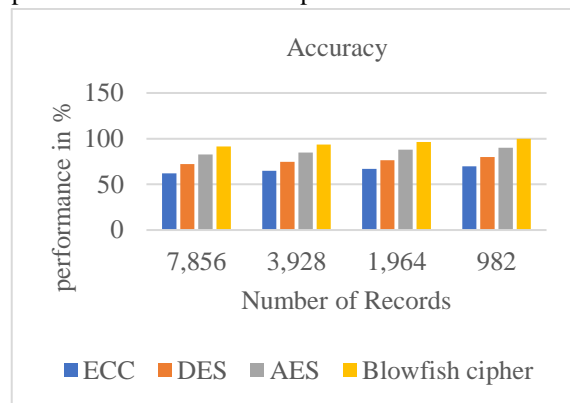 Accuracy
performance in %
150
100
50
0
7,856 3,928 1,964 982
Number of Records
ECC DES AES Blowfish cipher